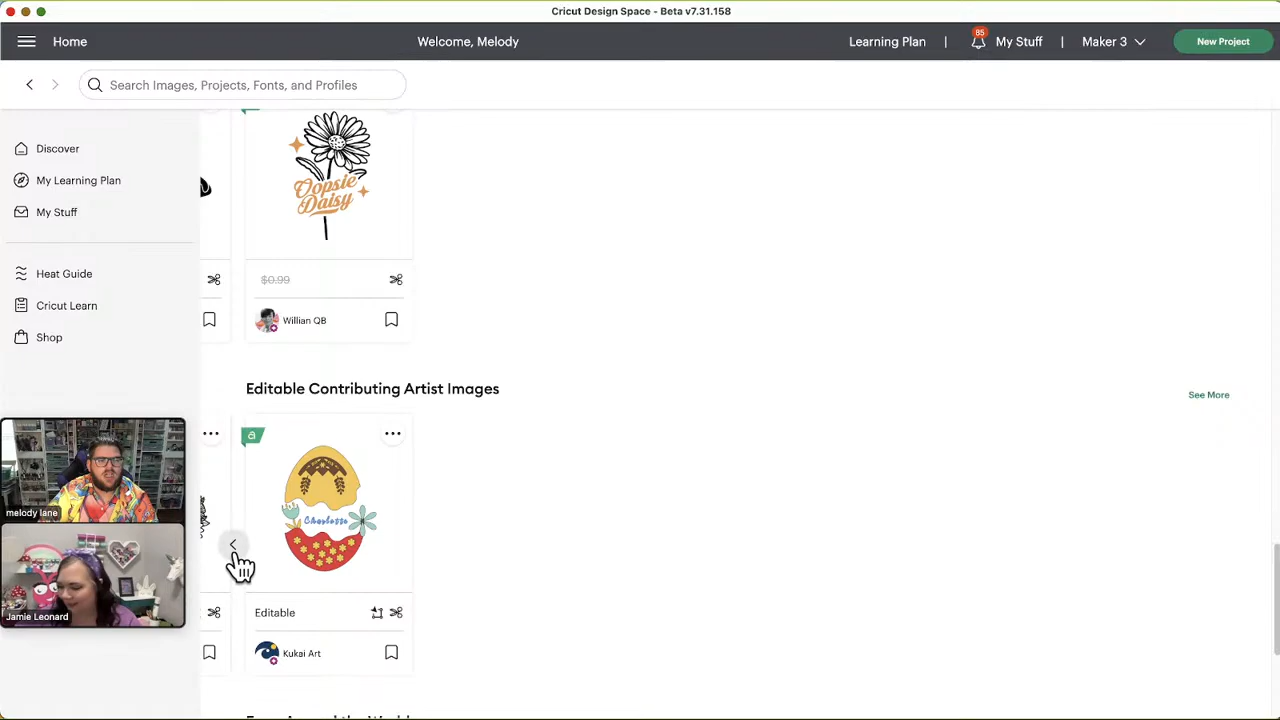 Cricut Design Space - Beta v7.31.158
Home
Welcome, Melody
Learning Plan
85
My Stuff
Maker 3
New Project
Search Images, Projects, Fonts, and Profiles
Discover
My Learning Plan
My Stuff
Heat Guide
Cricut Learn
Shop
Oopsie
Daisy
$0.99
Willian QB
Editable Contributing Artist Images
See More
a
Charlotte
Editable
Kukai Art
melody lane
Jamie Leonard